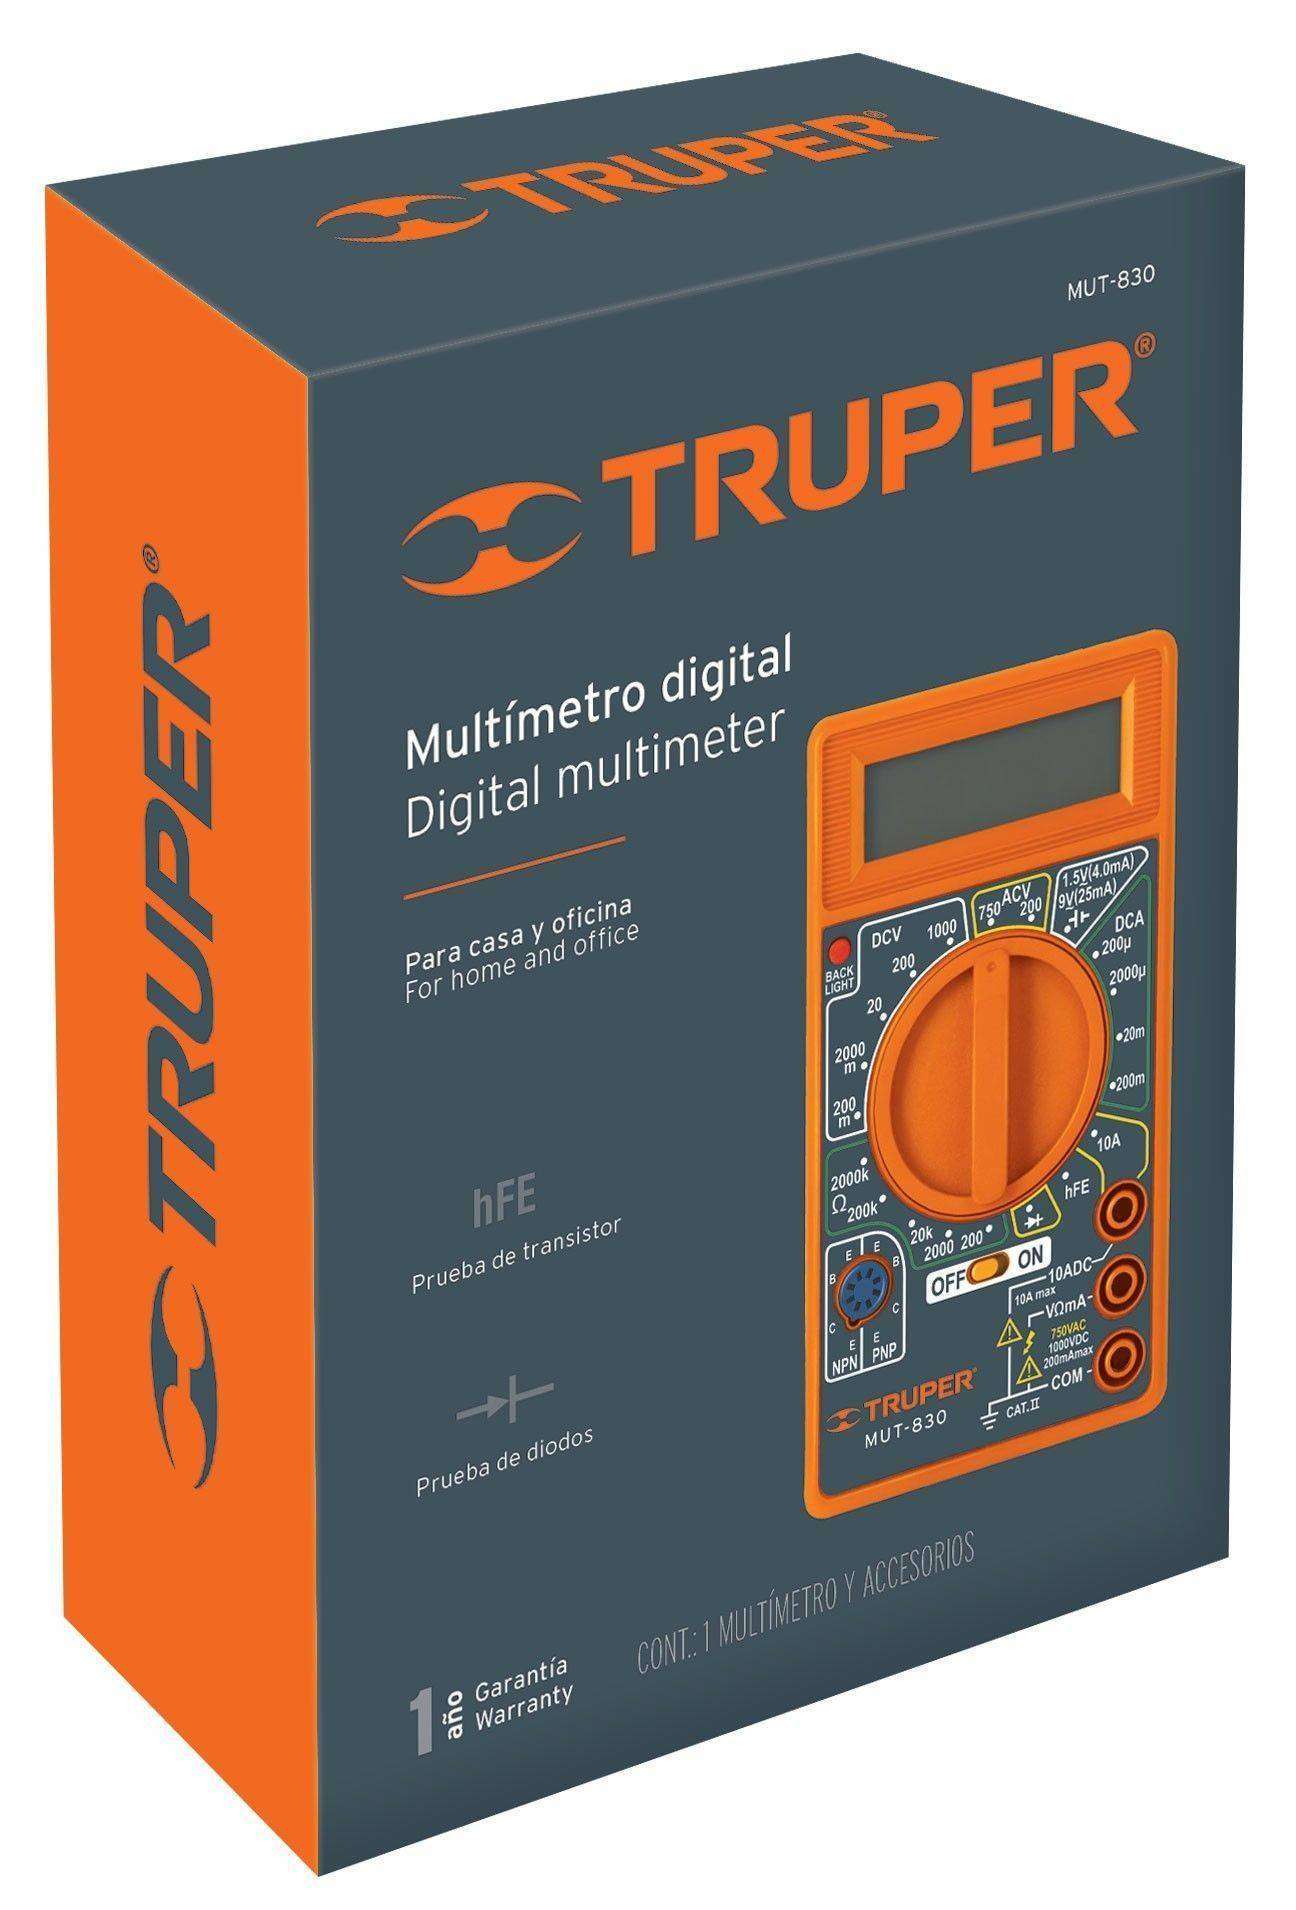 TRUPER®
MUT-830
TRUPER®
Multímetro digital
Digital multimeter
Para casa y oficina
For home and office
hFE
Prueba de transistor
Prueba de diodos
1 año Garantía
Warranty
CONT.: 1 MULTÍMETRO Y ACCESORIOS
TRUPER®
BACK LIGHT
DCV
1000
200
20
2000 m
200 m
750 ACV 200
1.5V(4.0mA)
9V(25mA)
DCA
200µ
2000µ
20m
200m
10A
hFE
2000k
Ω 200k
20k
2000
200
OFF
ON
E
E
B
B
C
C
E
E
NPN
PNP
10ADC
10A max
VΩmA
750VAC
1000VDC
200mAmax
COM
CAT.II
TRUPER®
MUT-830